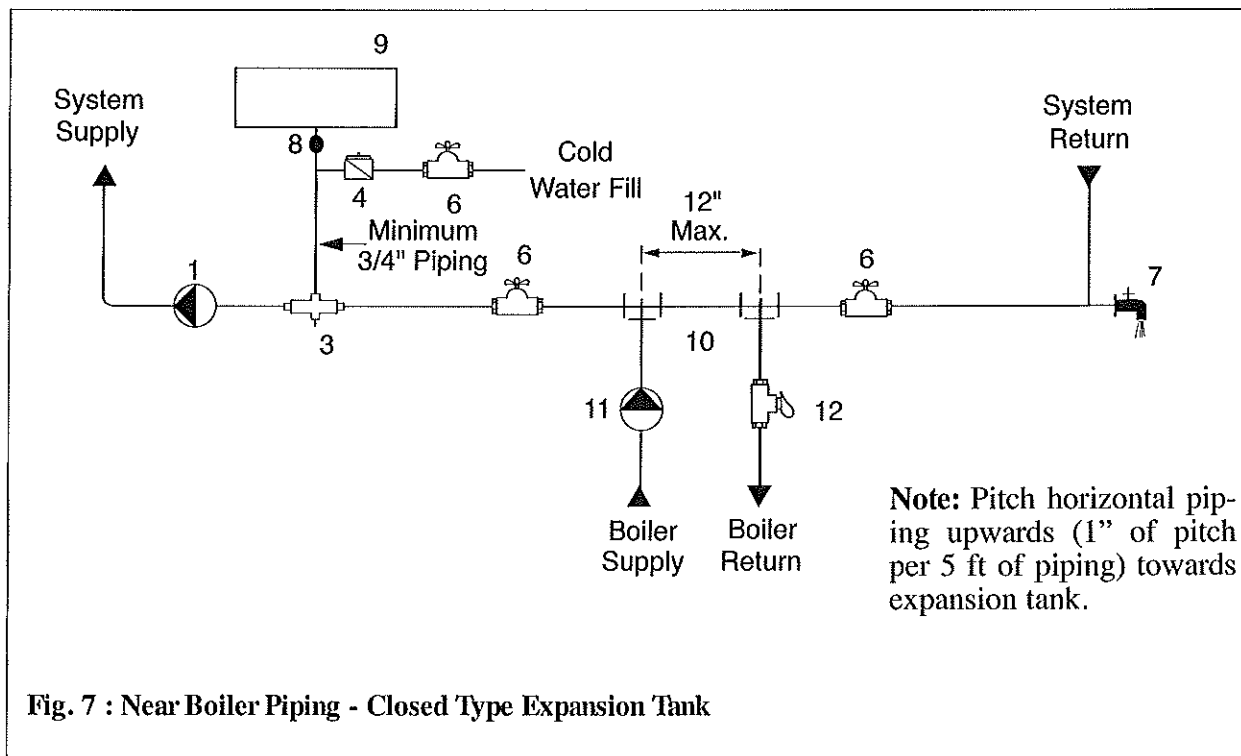 9
System
Supply
System
Return
8
Cold
Water Fill
4
6
12"
Max.
Minimum
3/4" Piping
1
6
6
7
3
10
11
12
Boiler
Supply
Boiler
Return
Note: Pitch horizontal pip-
ing upwards (1” of pitch
per 5 ft of piping) towards
expansion tank.
Fig. 7 : Near Boiler Piping - Closed Type Expansion Tank